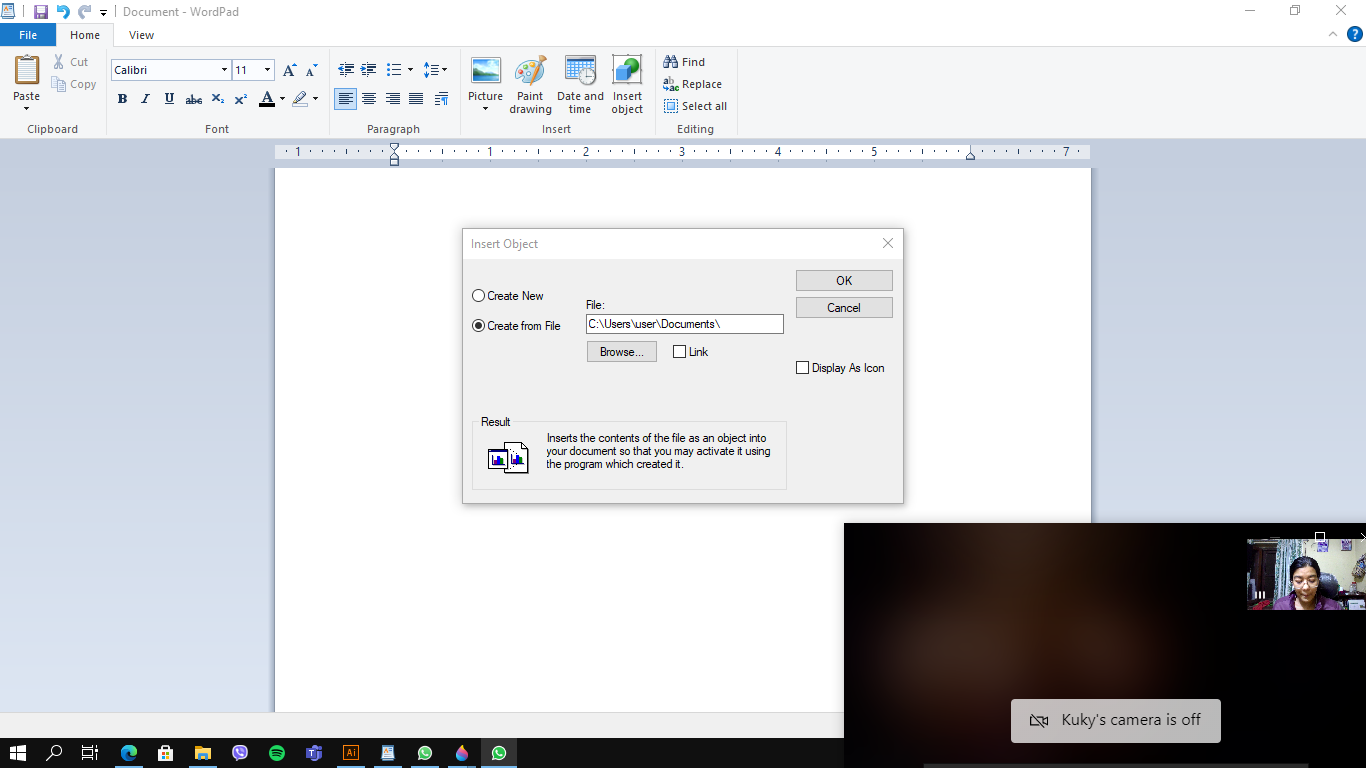 Document - WordPad
File
Home
View
?
Paste
Cut
Copy
Clipboard
Calibri
11
A A
B I U abc X₂ X² A
Font
Paragraph
Picture
Paint drawing
Date and time
Insert object
Insert
Find
Replace
Select all
Editing
1 1 2 3 4 5 7
Insert Object
Create New
Create from File
File:
C:\Users\user\Documents\
Browse...
Link
OK
Cancel
Display As Icon
Result
Inserts the contents of the file as an object into
your document so that you may activate it using
the program which created it.
Kuky's camera is off
Ai